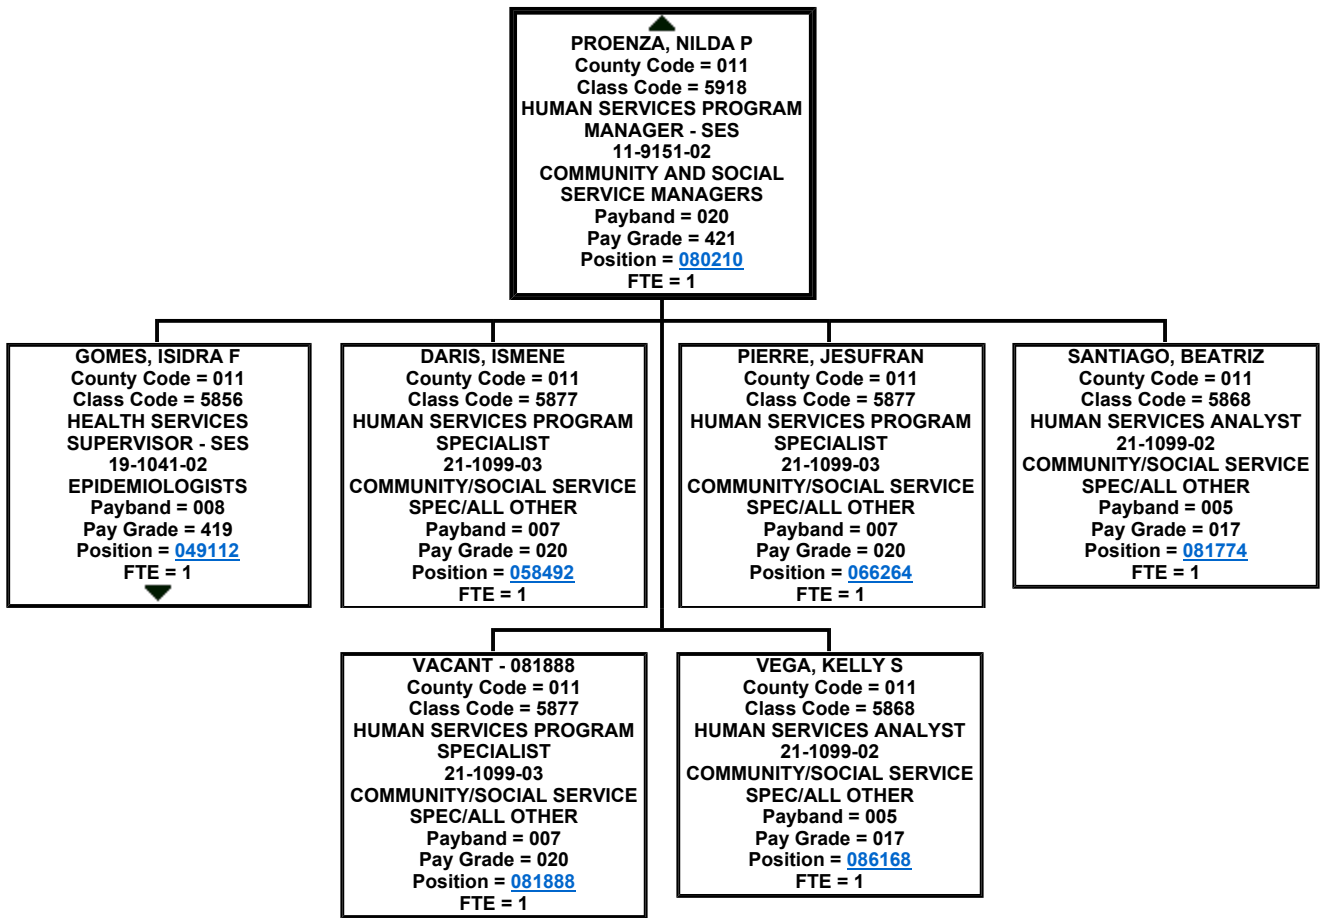 PROENZA, NILDA P
County Code = 011
Class Code = 5918
HUMAN SERVICES PROGRAM
MANAGER - SES
11-9151-02
COMMUNITY AND SOCIAL
SERVICE MANAGERS
Payband = 020
Pay Grade = 421
Position = 080210
FTE = 1
GOMES, ISIDRA F
County Code = 011
Class Code = 5856
HEALTH SERVICES
SUPERVISOR - SES
19-1041-02
EPIDEMIOLOGISTS
Payband = 008
Pay Grade = 419
Position = 049112
FTE = 1
DARIS, ISMENE
County Code = 011
Class Code = 5877
HUMAN SERVICES PROGRAM
SPECIALIST
21-1099-03
COMMUNITY/SOCIAL SERVICE
SPEC/ALL OTHER
Payband = 007
Pay Grade = 020
Position = 058492
FTE = 1
PIERRE, JESUFRAN
County Code = 011
Class Code = 5877
HUMAN SERVICES PROGRAM
SPECIALIST
21-1099-03
COMMUNITY/SOCIAL SERVICE
SPEC/ALL OTHER
Payband = 007
Pay Grade = 020
Position = 066264
FTE = 1
SANTIAGO, BEATRIZ
County Code = 011
Class Code = 5868
HUMAN SERVICES ANALYST
21-1099-02
COMMUNITY/SOCIAL SERVICE
SPEC/ALL OTHER
Payband = 005
Pay Grade = 017
Position = 081774
FTE = 1
VACANT - 081888
County Code = 011
Class Code = 5877
HUMAN SERVICES PROGRAM
SPECIALIST
21-1099-03
COMMUNITY/SOCIAL SERVICE
SPEC/ALL OTHER
Payband = 007
Pay Grade = 020
Position = 081888
FTE = 1
VEGA, KELLY S
County Code = 011
Class Code = 5868
HUMAN SERVICES ANALYST
21-1099-02
COMMUNITY/SOCIAL SERVICE
SPEC/ALL OTHER
Payband = 005
Pay Grade = 017
Position = 086168
FTE = 1